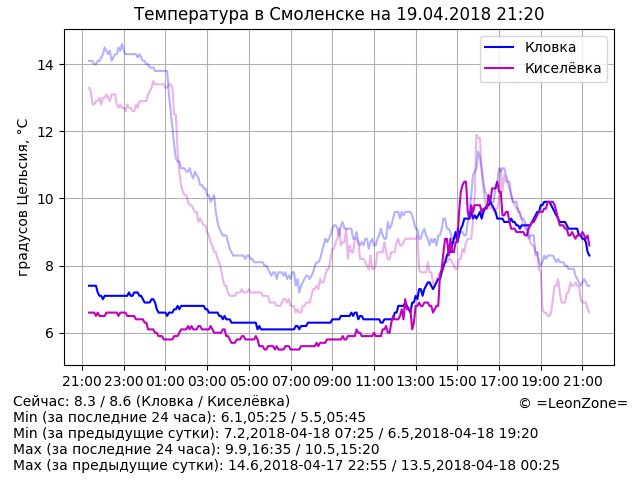 Температура в Смоленске на 19.04.2018 21:20
градусов Цельсия, °C
14
12
10
8
6
Кловка
Киселёвка
21:00 23:00 01:00 03:00 05:00 07:00 09:00 11:00 13:00 15:00 17:00 19:00 21:00
Сейчас: 8.3 / 8.6 (Кловка / Киселёвка)
© =LeonZone=
Min (за последние 24 часа): 6.1,05:25 / 5.5,05:45
Min (за предыдущие сутки): 7.2,2018-04-18 07:25 / 6.5,2018-04-18 19:20
Max (за последние 24 часа): 9.9,16:35 / 10.5,15:20
Max (за предыдущие сутки): 14.6,2018-04-17 22:55 / 13.5,2018-04-18 00:25